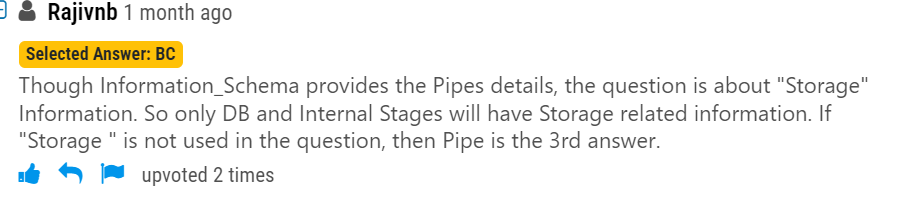 Rajivnb 1 month ago
Selected Answer: BC
Though Information_Schema provides the Pipes details, the question is about "Storage"
Information. So only DB and Internal Stages will have Storage related information. If
"Storage " is not used in the question, then Pipe is the 3rd answer.
upvoted 2 times